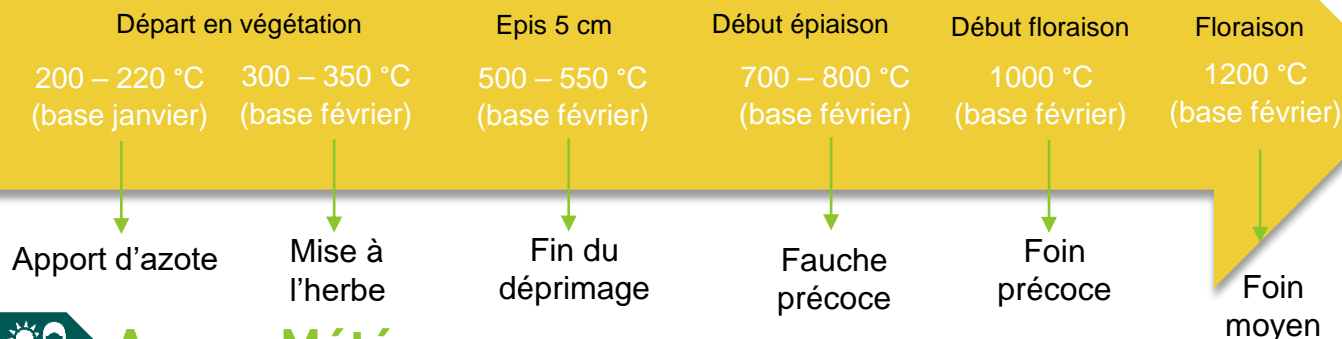 Départ en végétation
Epis 5 cm
Début épiaison
Début floraison
Floraison
200 – 220 °C
(base janvier)
300 – 350 °C
(base février)
500 – 550 °C
(base février)
700 – 800 °C
(base février)
1000 °C
(base février)
1200 °C
(base février)
Apport d’azote
Mise à
l’herbe
Fin du
déprimage
Fauche
précoce
Foin
précoce
Foin
moyen